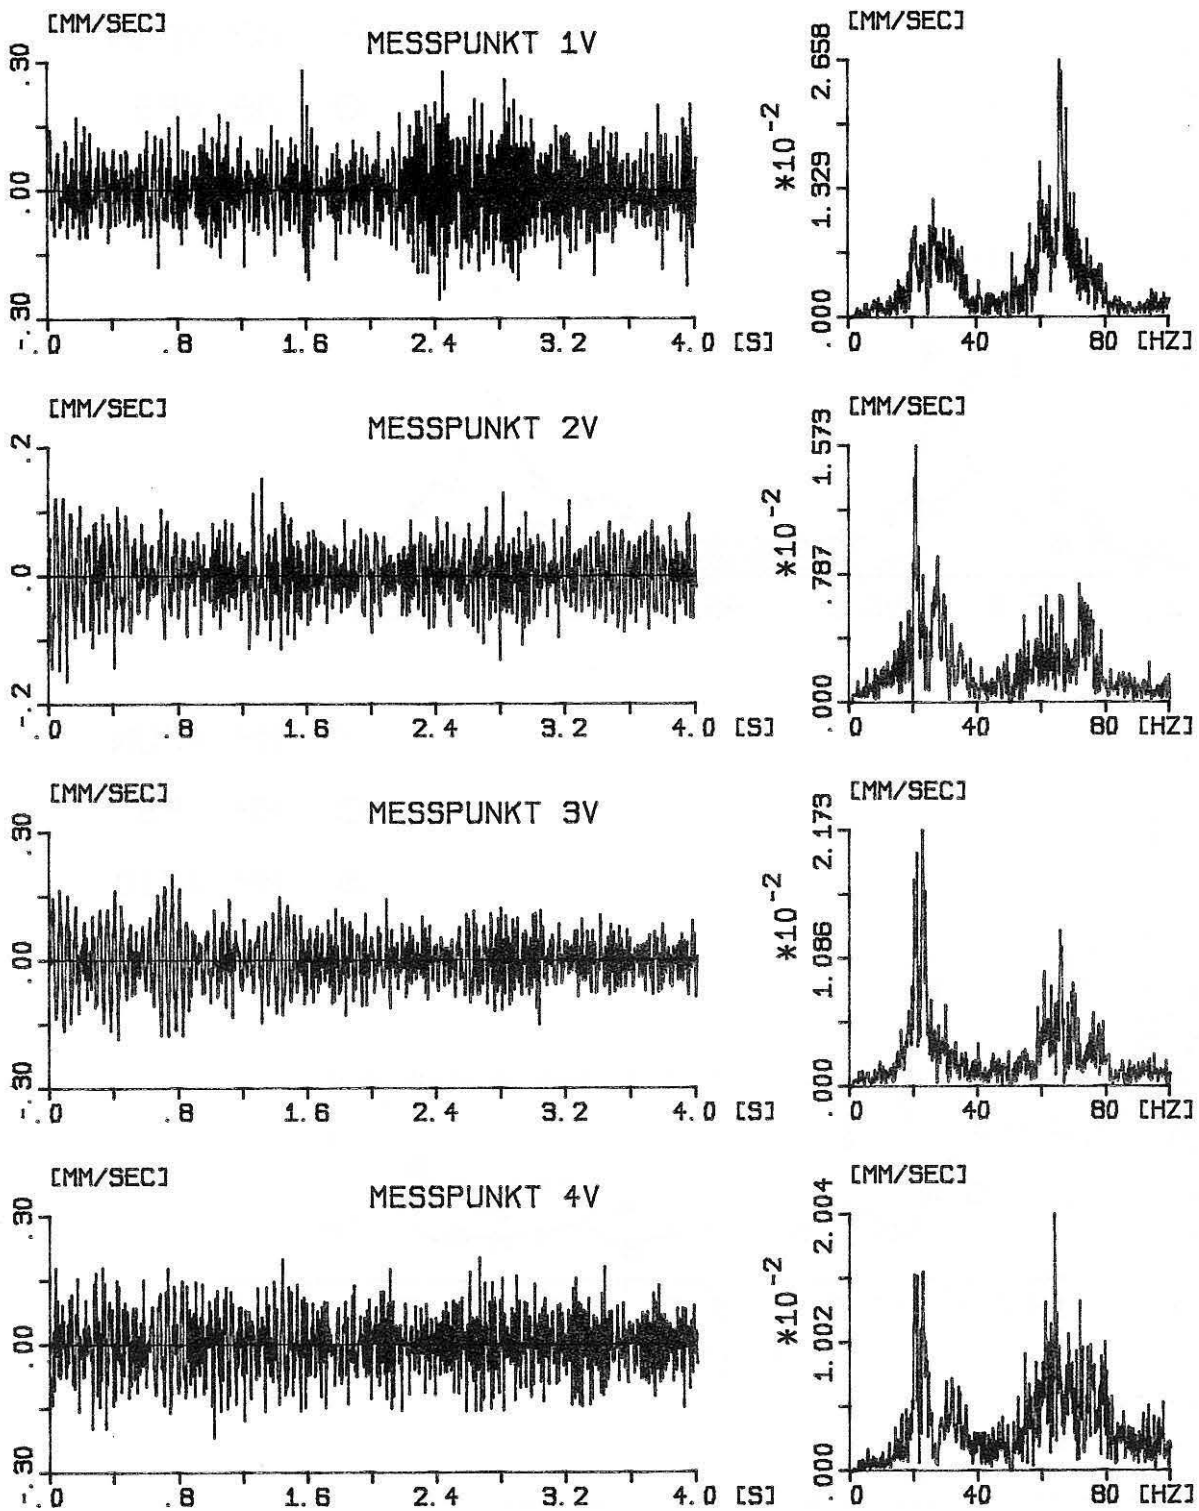 [MM/SEC]
MESSPUNKT 1V
.30
.00
-.30
.0 .8 1.6 2.4 3.2 4.0 [S]
[MM/SEC]
*10-2
2.658
1.329
.000
.0 40 80 [HZ]
[MM/SEC]
MESSPUNKT 2V
.2
.0
-.2
.0 .8 1.6 2.4 3.2 4.0 [S]
[MM/SEC]
*10-2
1.573
.787
.000
.0 40 80 [HZ]
[MM/SEC]
MESSPUNKT 3V
.30
.00
-.30
.0 .8 1.6 2.4 3.2 4.0 [S]
[MM/SEC]
*10-2
2.173
1.086
.000
.0 40 80 [HZ]
[MM/SEC]
MESSPUNKT 4V
.30
.00
-.30
.0 .8 1.6 2.4 3.2 4.0 [S]
[MM/SEC]
*10-2
2.004
1.002
.000
.0 40 80 [HZ]